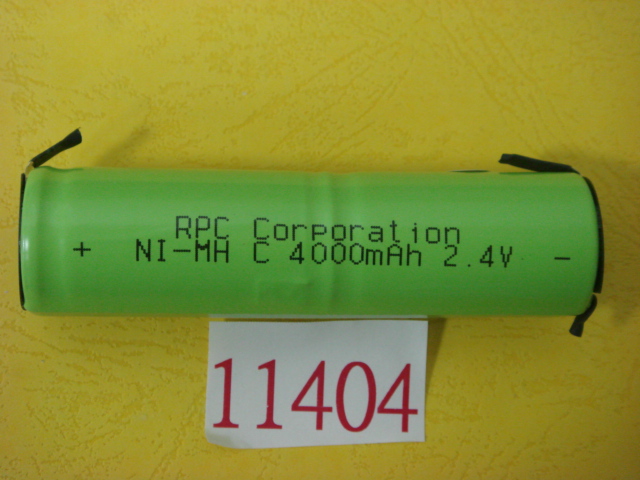 RPC Corporation
+ NI-MH C 4000mAh 2.4V -
11404